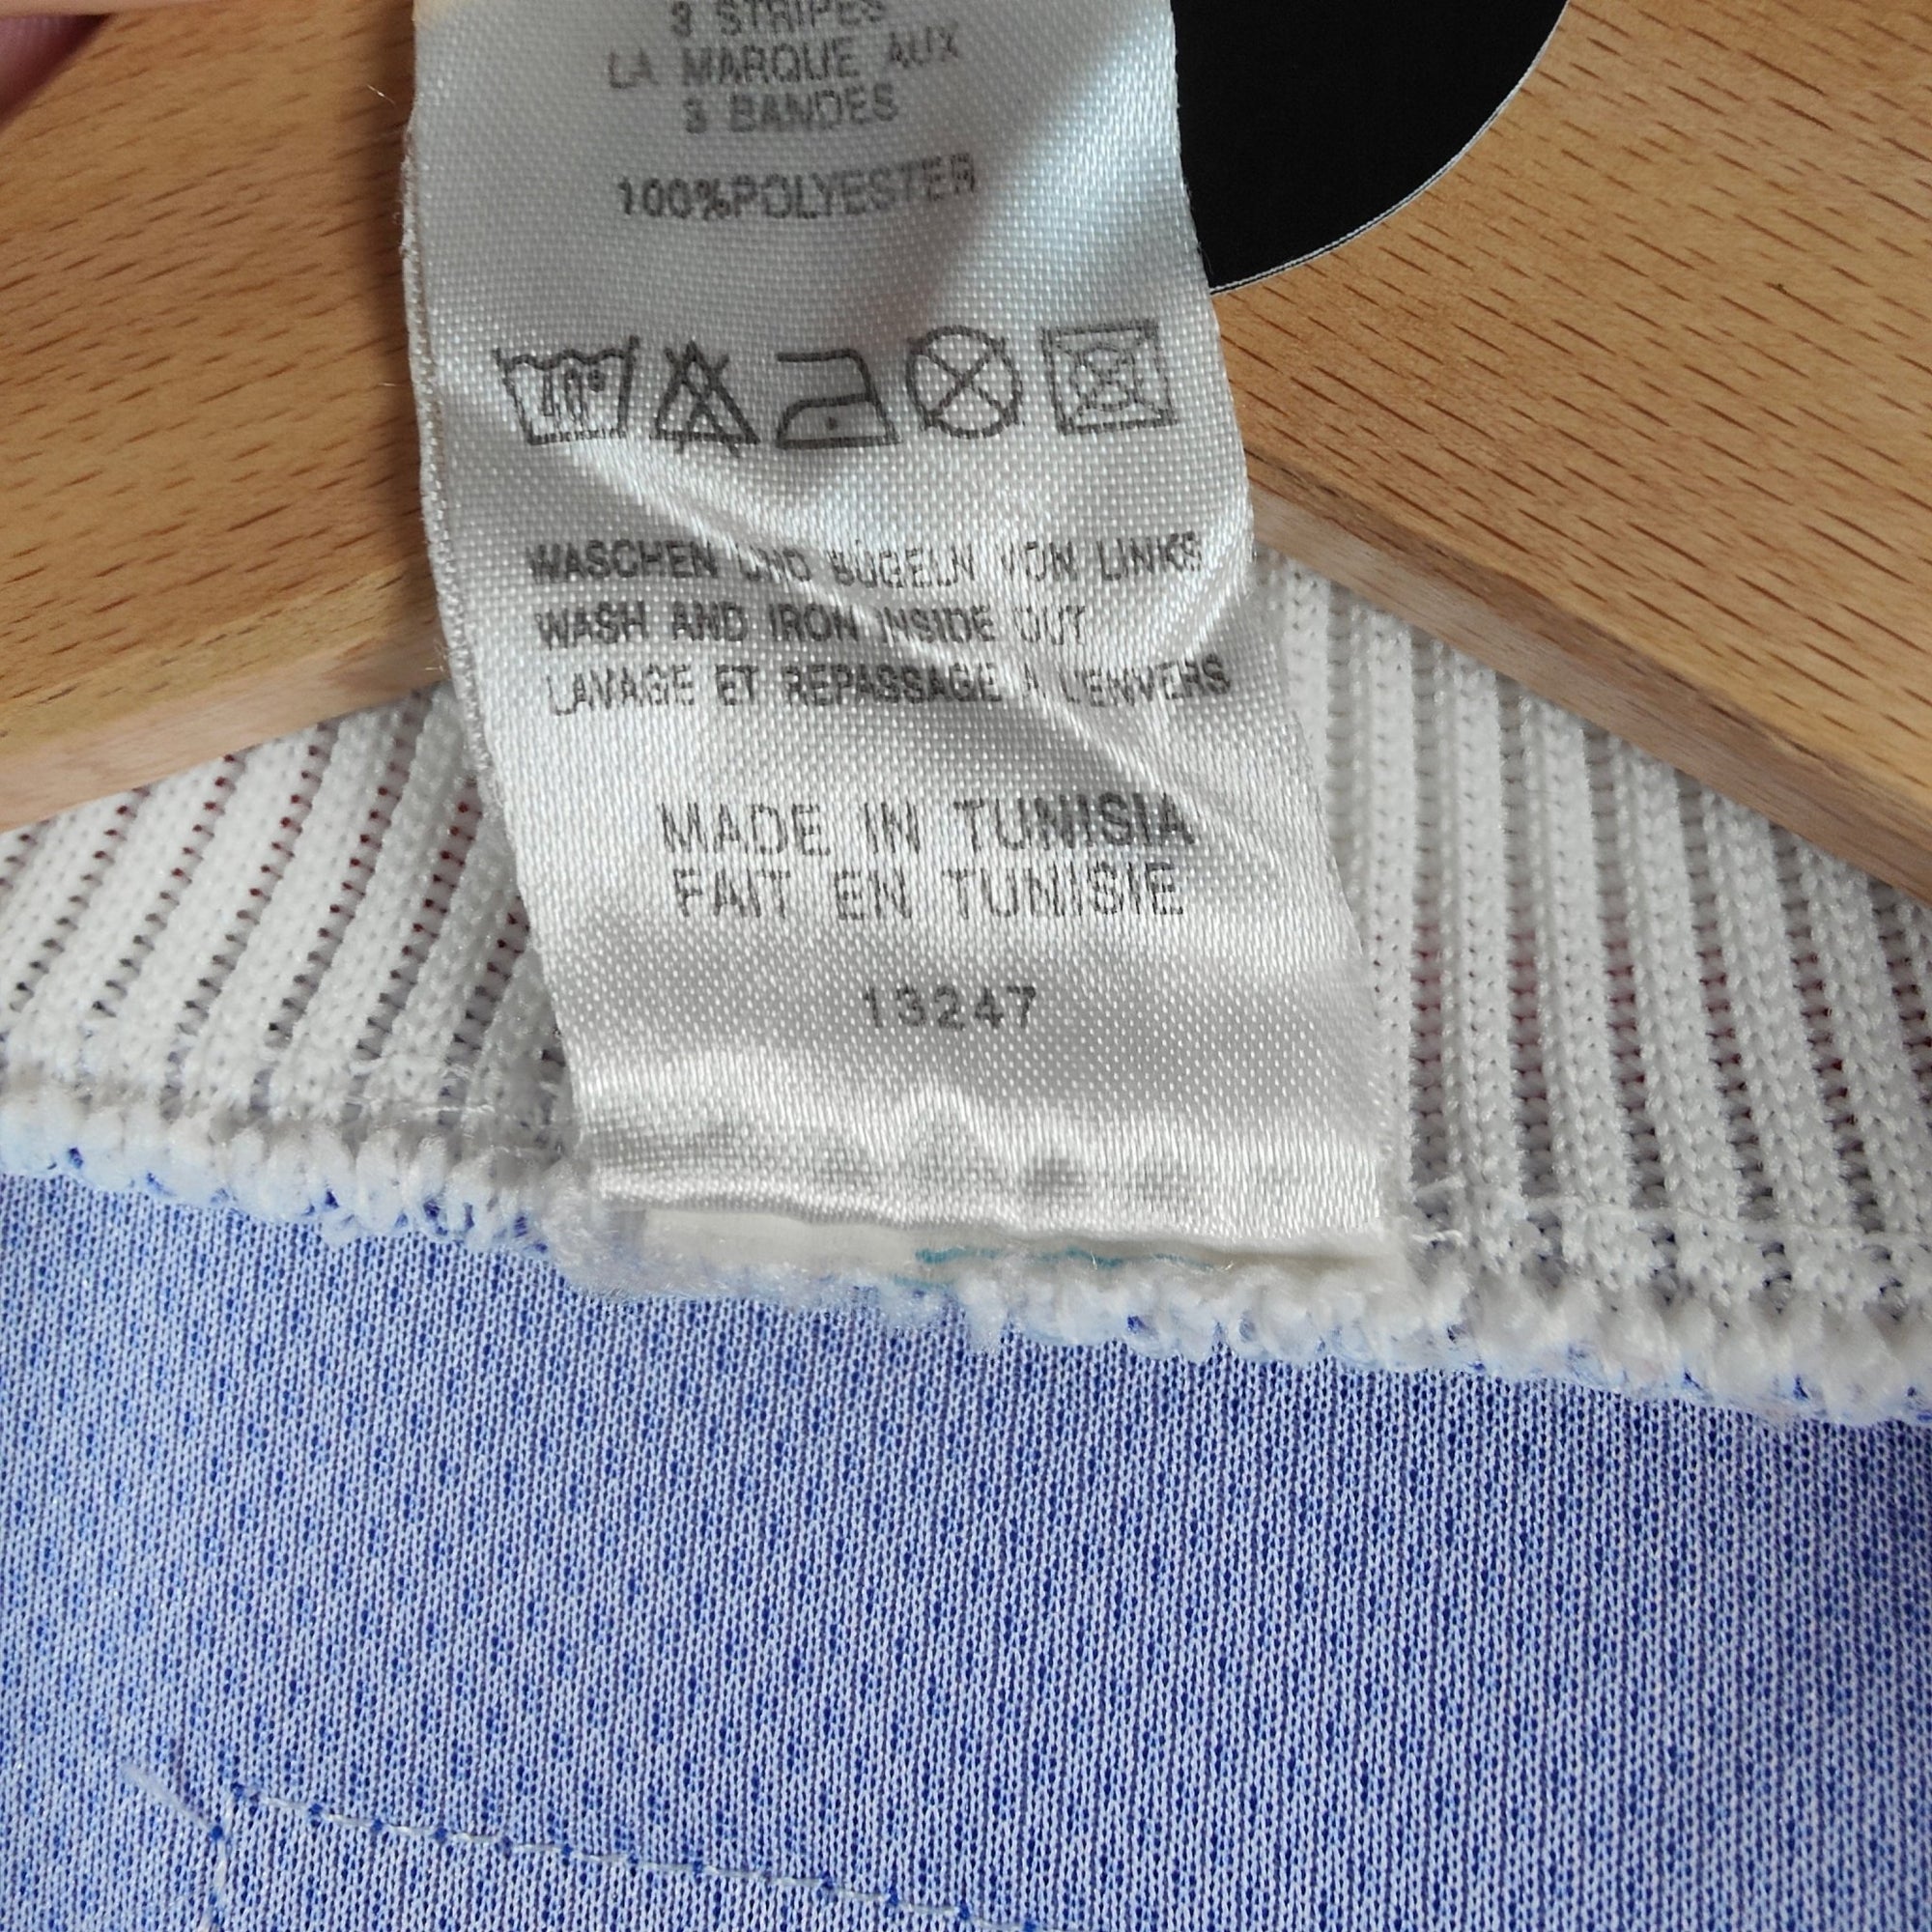 3 STRIPES
LA MARQUE AUX
3 BANDES
100%POLYESTER
40°
WASCHEN UND BÜGELN VON LINKS
WASH AND IRON INSIDE OUT
LAVAGE ET REPASSAGE A L'ENVERS
MADE IN TUNISIA
FAIT EN TUNISIE
13247